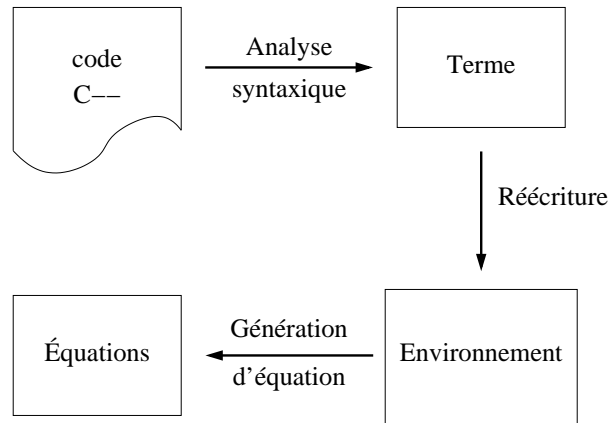 code
C−−
Analyse
syntaxique
Terme
Réécriture
Environnement
Génération
d'équation
Équations